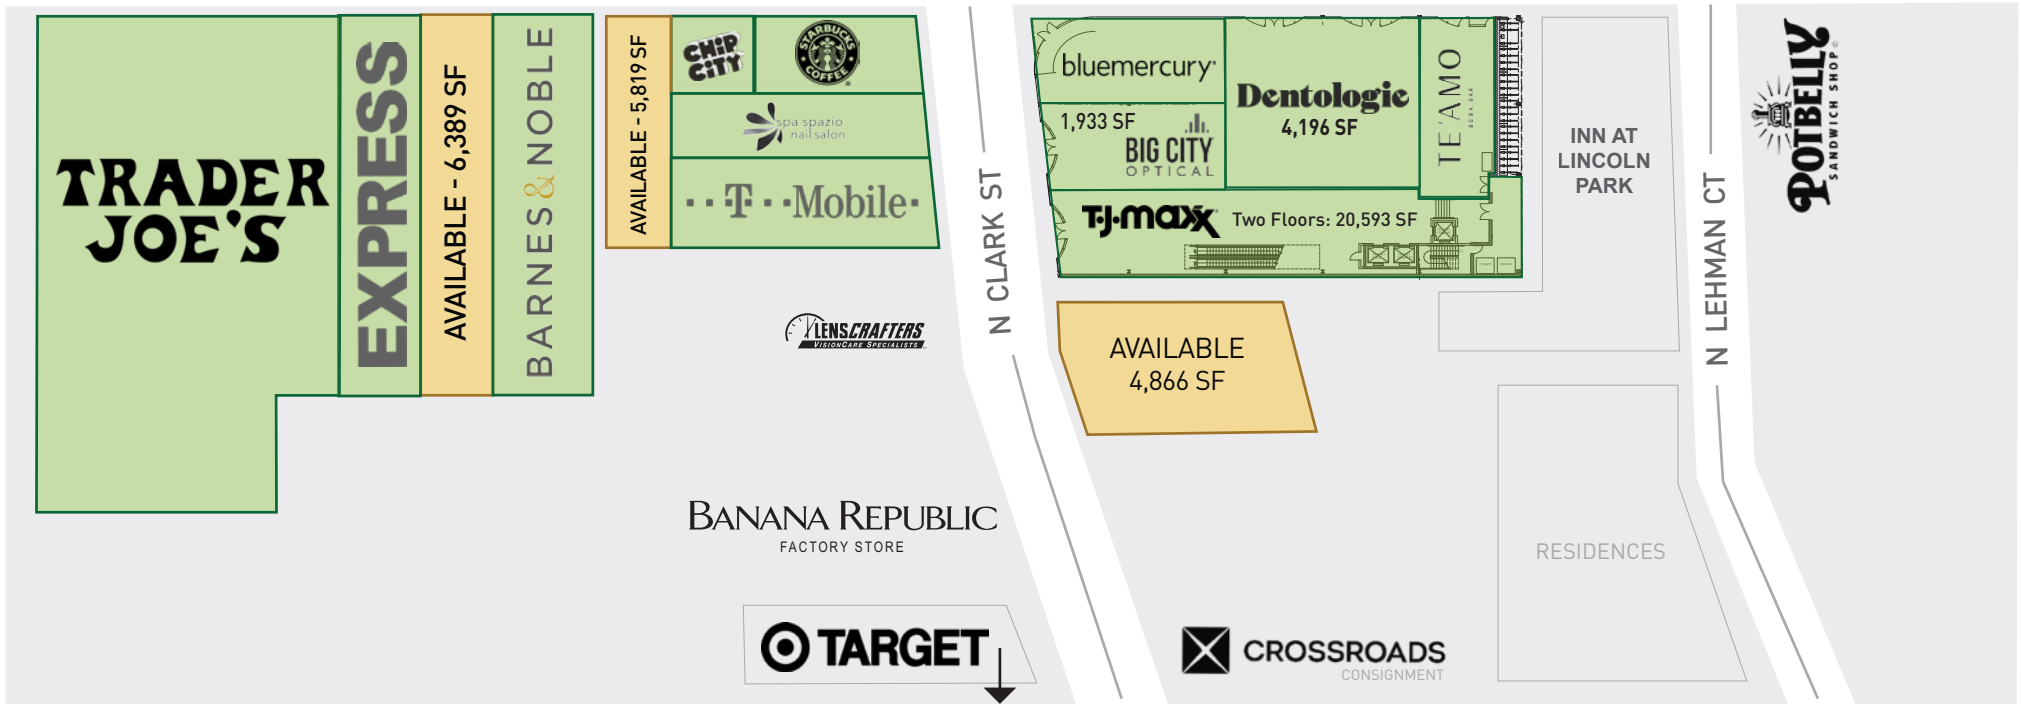 TRADER
JOE'S
EXPRESS
AVAILABLE - 6,389 SF
BARNES & NOBLE
AVAILABLE - 5,819 SF
CHIP
CITY
STARBUCKS
COFFEE
spa spazio
nail salon
T Mobile
LENSCRAFTERS
VISIONCARE SPECIALISTS
BANANA REPUBLIC
FACTORY STORE
TARGET
N CLARK ST
bluemercury
1,933 SF
BIG CITY
OPTICAL
Dentologie
4,196 SF
TE'AMO
BOBA BAR
T·J·maxx
Two Floors: 20,593 SF
AVAILABLE
4,866 SF
CROSSROADS
CONSIGNMENT
INN AT
LINCOLN
PARK
RESIDENCES
N LEHMAN CT
POTBELLY
SANDWICH SHOP